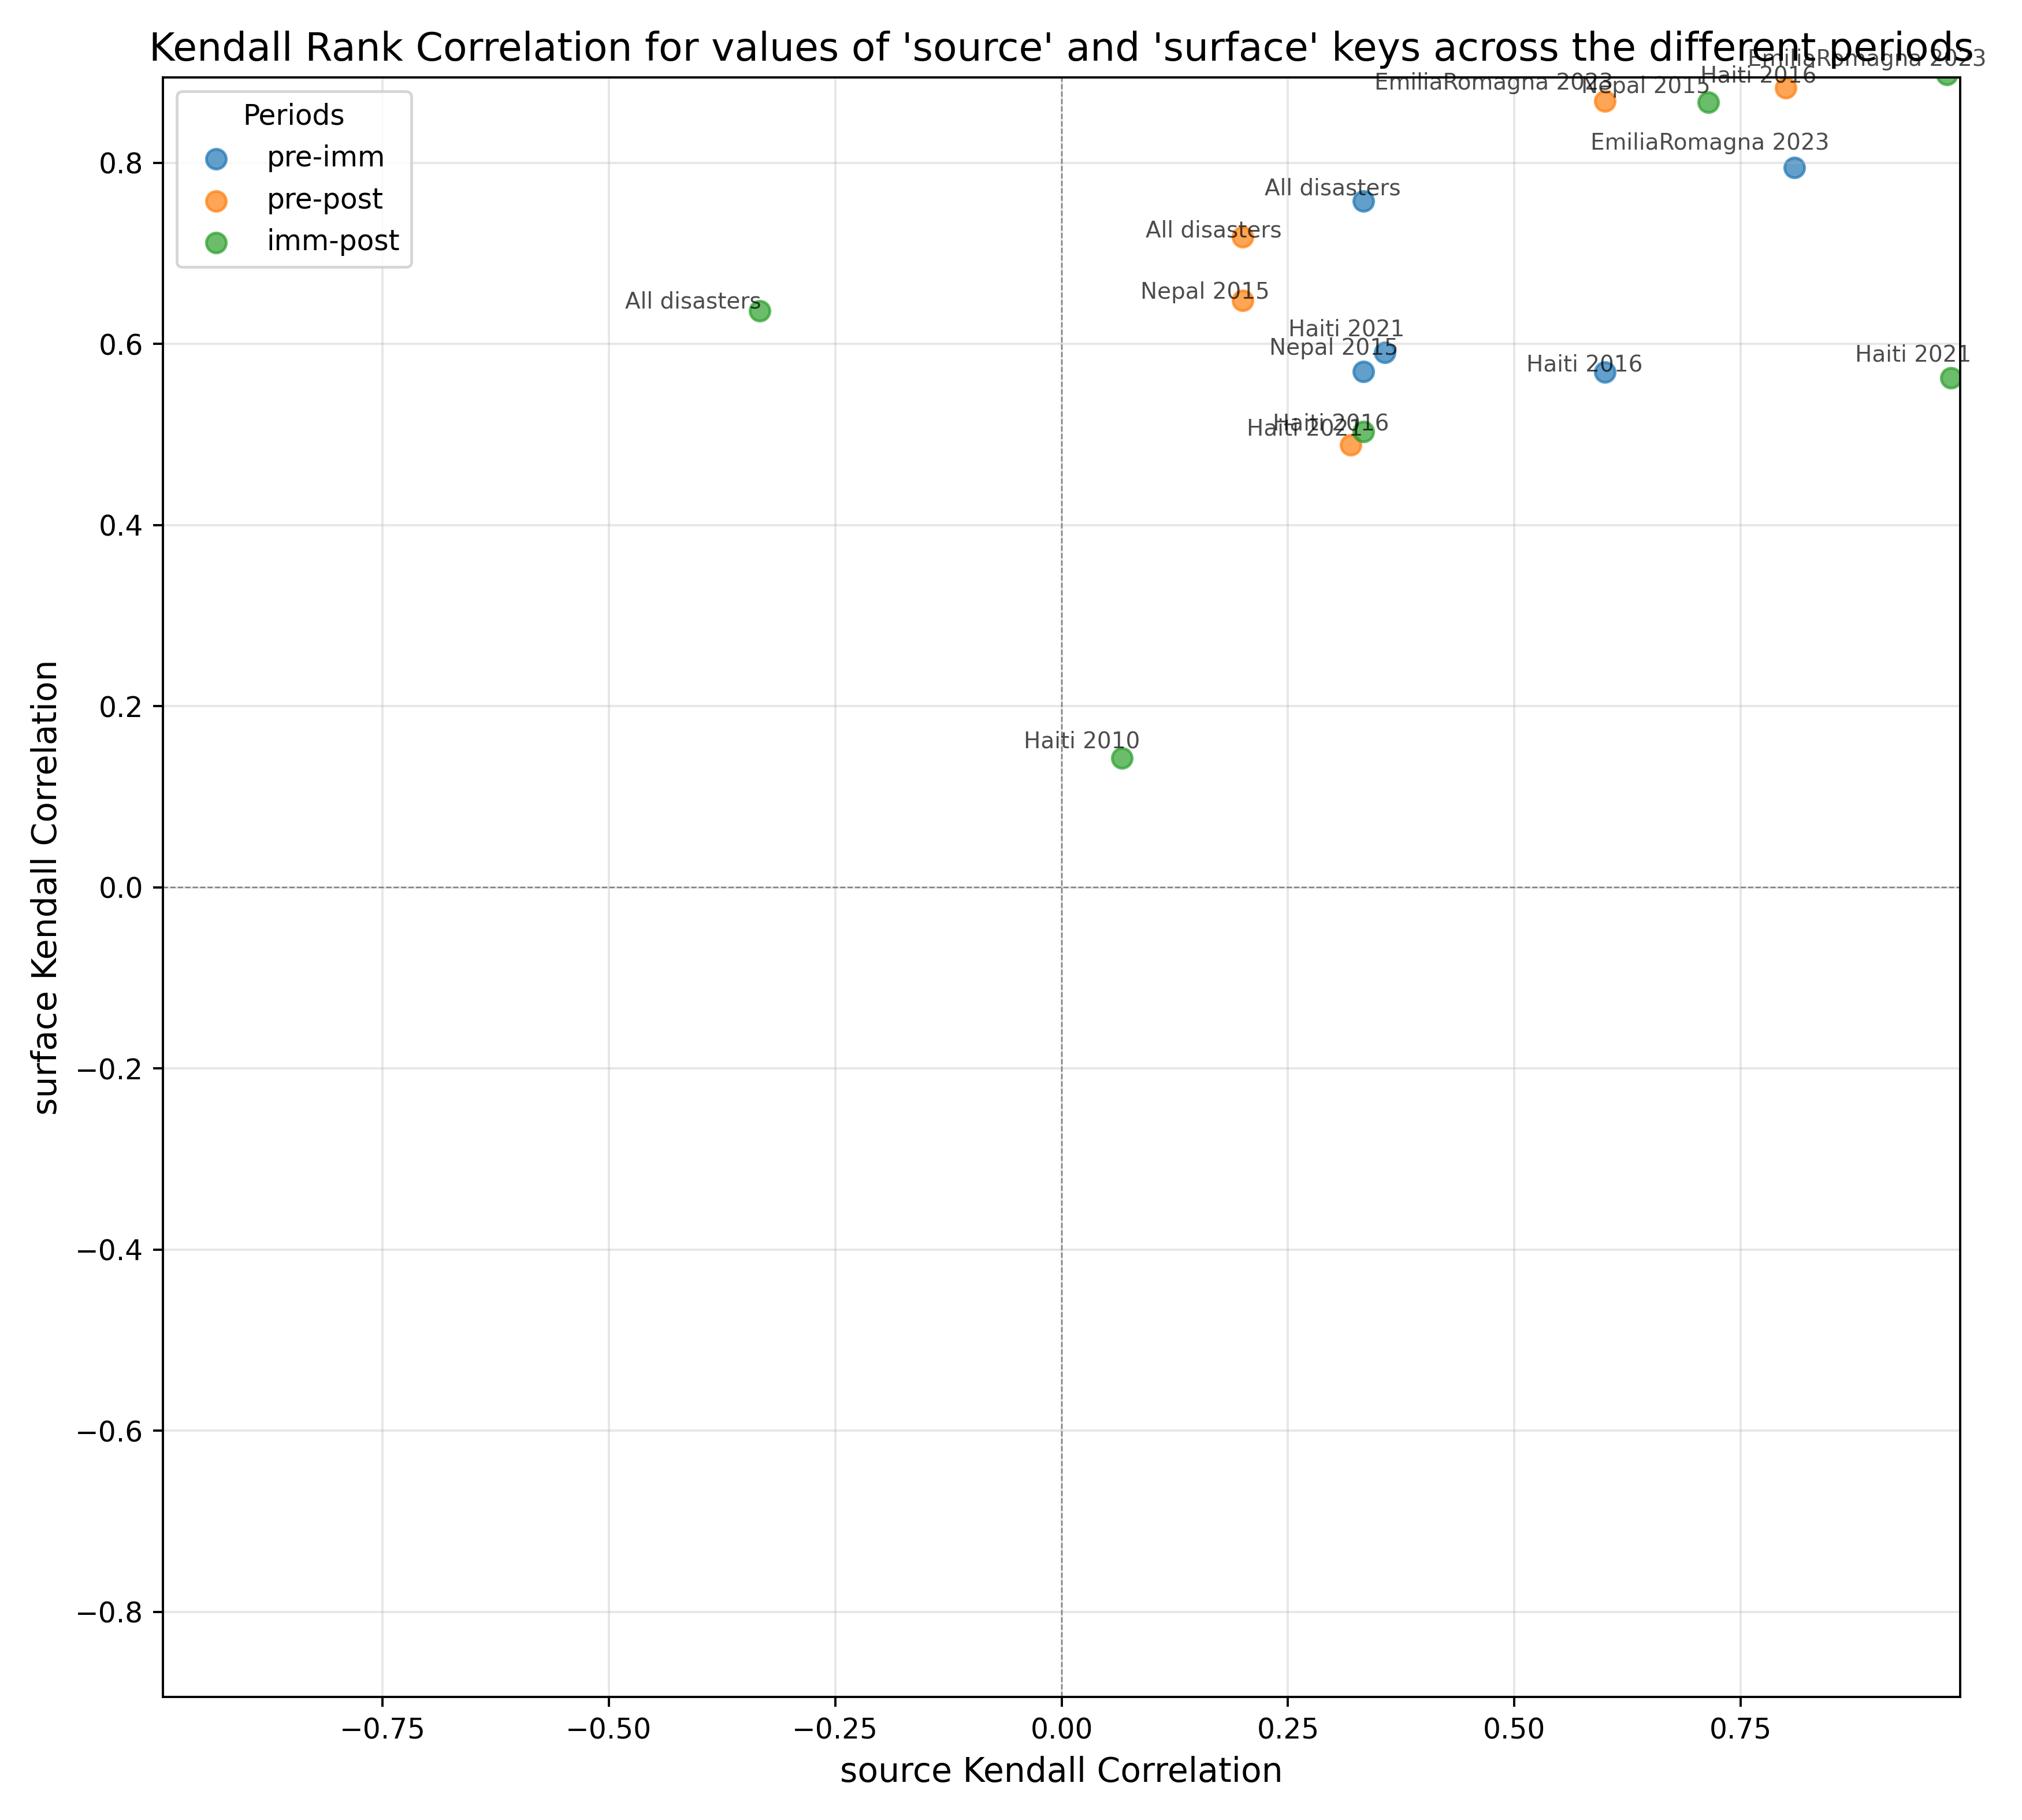 Kendall Rank Correlation for values of 'source' and 'surface' keys across the different periods
EmiliaRomagna 2023
Haiti 2016
EmiliaRomagna 2023
Nepal 2015
Periods
pre-imm
pre-post
imm-post
EmiliaRomagna 2023
All disasters
All disasters
Nepal 2015
All disasters
Haiti 2021
Nepal 2015
Haiti 2021
Haiti 2016
Haiti 2016
Haiti 2021
Haiti 2010
surface Kendall Correlation
0.8
0.6
0.4
0.2
0.0
−0.2
−0.4
−0.6
−0.8
−0.75
−0.50
−0.25
0.00
0.25
0.50
0.75
source Kendall Correlation